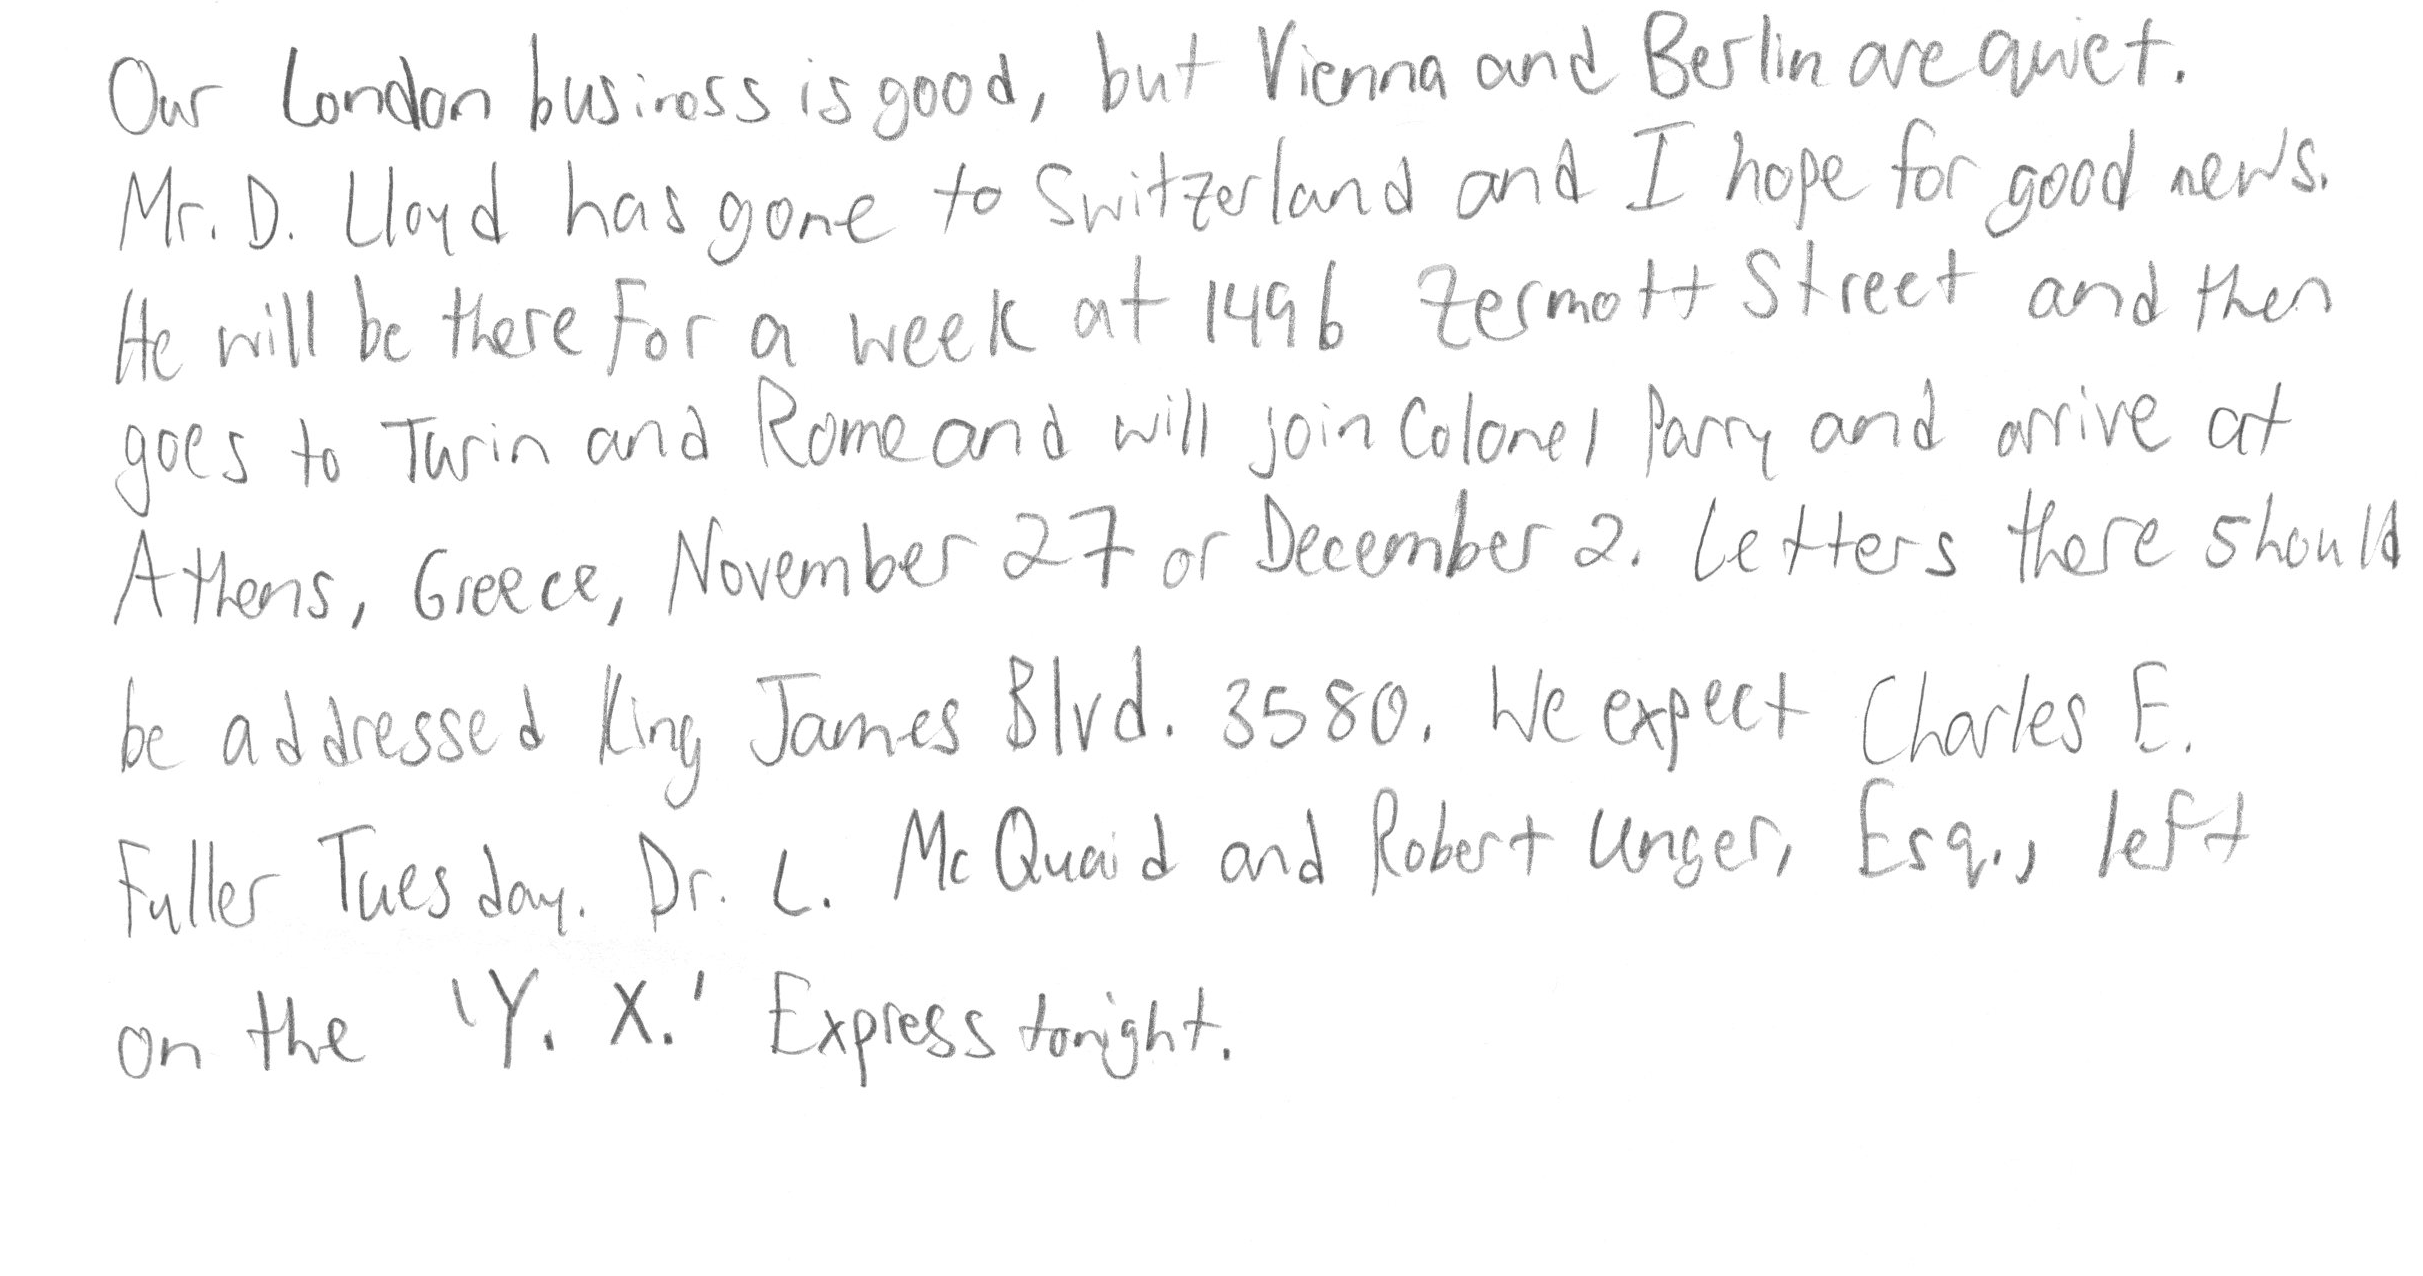 Our London business is good, but Vienna and Berlin are quiet.
Mr. D. Lloyd has gone to Switzerland and I hope for good news.
He will be there for a week at 1496 Zermott Street and then
goes to Turin and Rome and will join Colonel Parry and arrive at
Athens, Greece, November 27 or December 2. Letters there should
be addressed King James Blvd. 3580. We expect Charles E.
Fuller Tuesday. Dr. L. McQuaid and Robert Unger, Esq., left
on the 'Y. X.' Express tonight.